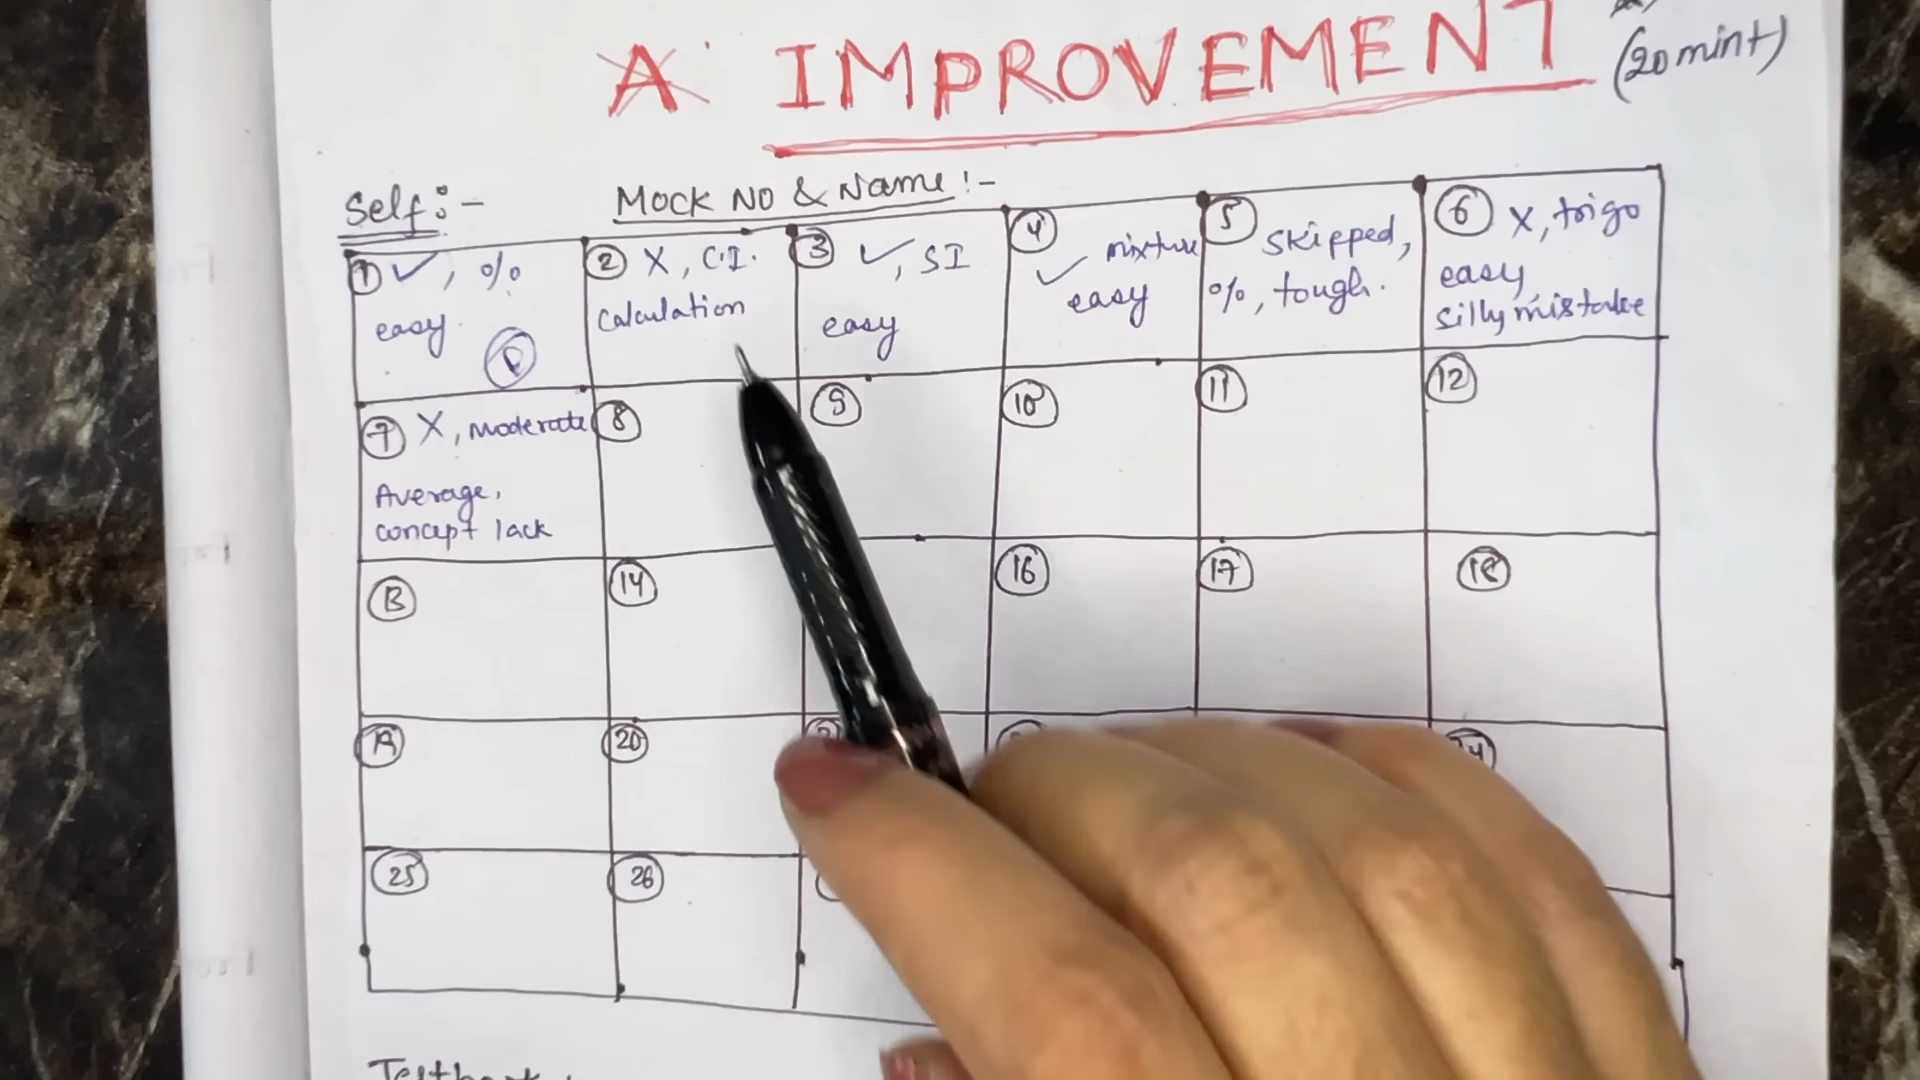 A IMPROVEMENT
(20 mint)
Self:-
Mock NO & Name !-
1 ✓, %
easy
2 X, C.I.
calculation
3 ✓, SI
easy
4 mixture
✓ easy
5 Skipped,
%, tough.
6 X, trigo
easy
silly mistake
7 X, moderate
Average,
concept lack
8
9
10
11
12
13
14
16
17
18
19
20
24
25
26